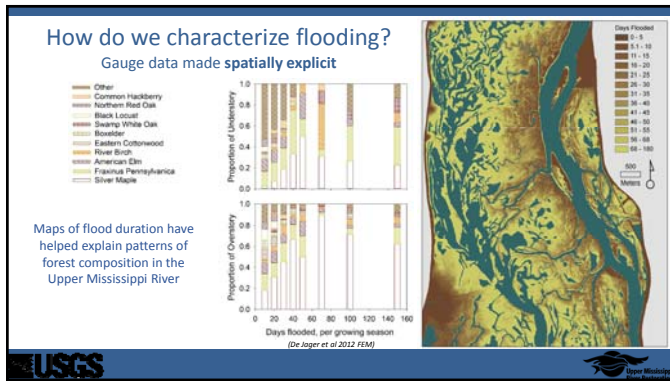 How do we characterize flooding?
Gauge data made spatially explicit
Other
Common Hackberry
Northern Red Oak
Black Locust
Swamp White Oak
Boxelder
Eastern Cottonwood
River Birch
American Elm
Fraxinus Pennsylvanica
Silver Maple
Maps of flood duration have
helped explain patterns of
forest composition in the
Upper Mississippi River
Proportion of Understory
1.0
0.8
0.6
0.4
0.2
0.0
Proportion of Overstory
1.0
0.8
0.6
0.4
0.2
0.0
0 20 40 60 80 100 120 140 160
Days flooded, per growing season
(De Jager et al 2012 FEM)
Days Flooded
0 - 5
5.1 - 10
11 - 15
16 - 20
21 - 25
26 - 30
31 - 35
36 - 40
41 - 45
46 - 50
51 - 55
56 - 68
68 - 180
500
Meters
USGS
Upper Mississippi